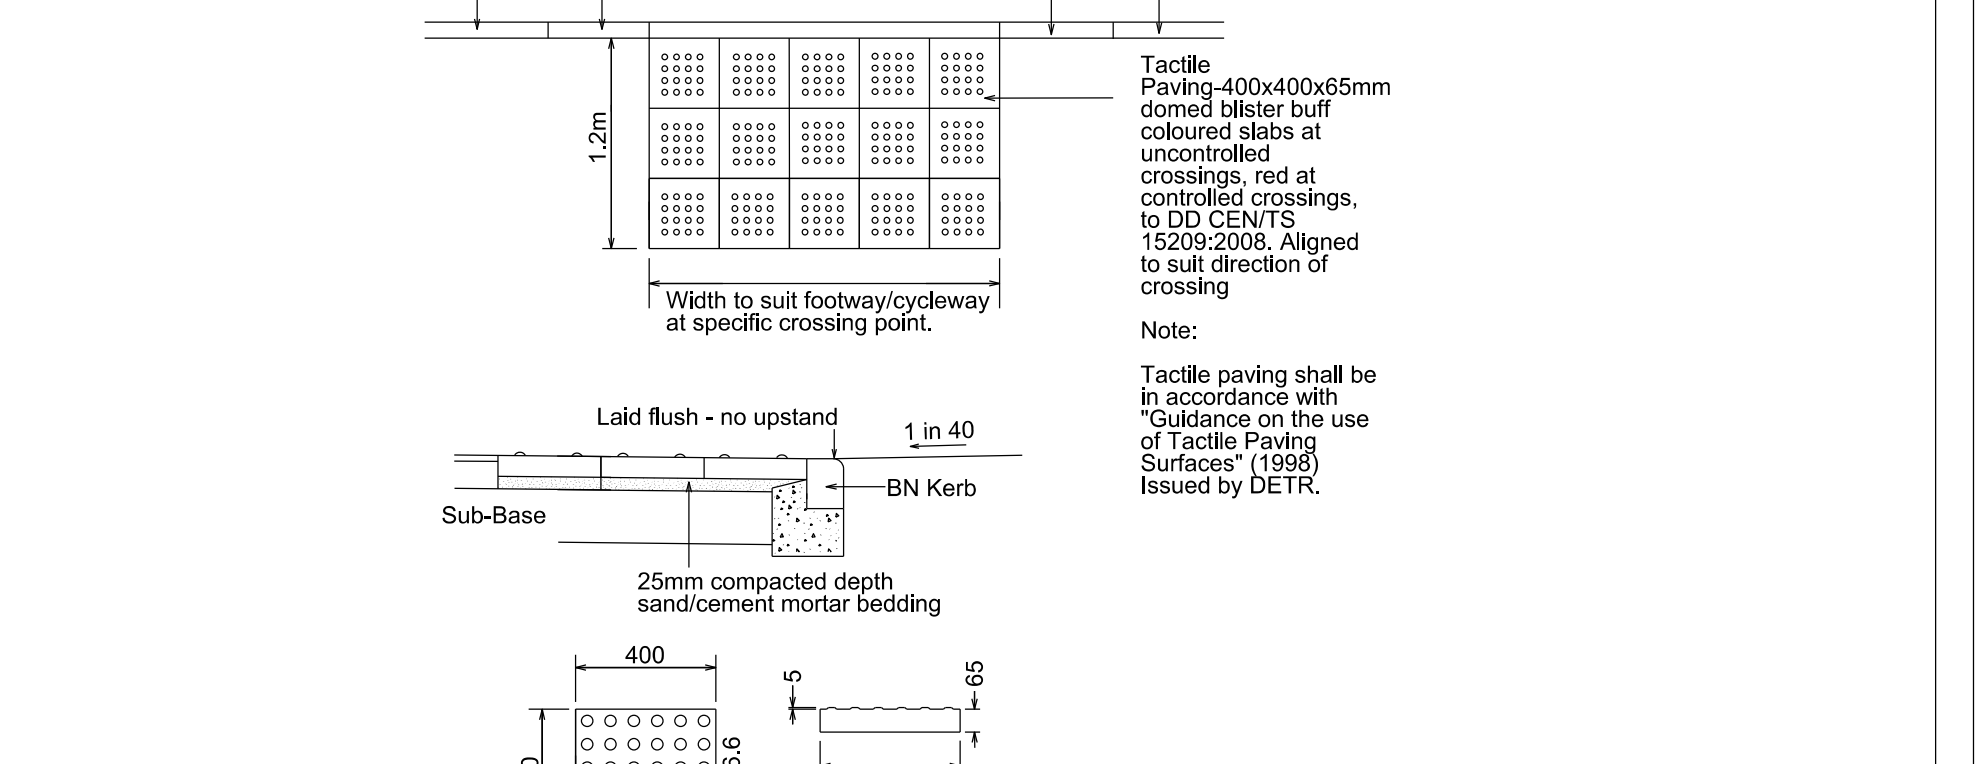 1.2m
Tactile
Paving-400x400x65mm
domed blister buff
coloured slabs at
uncontrolled
crossings, red at
controlled crossings,
to DD CEN/TS
15209:2008. Aligned
to suit direction of
crossing
Width to suit footway/cycleway
at specific crossing point.
Note:
Tactile paving shall be
in accordance with
"Guidance on the use
of Tactile Paving
Surfaces" (1998)
Issued by DETR.
Laid flush - no upstand
1 in 40
BN Kerb
Sub-Base
25mm compacted depth
sand/cement mortar bedding
400
5
65